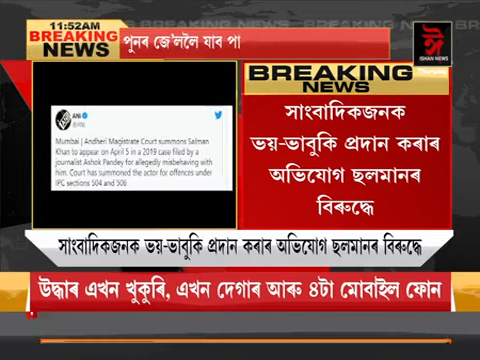 11:52AM
BREAKING
NEWS
পুনৰ জে'ললৈ যাব পা
ISHAN NEWS
BREAKING
NEWS
ANI
@ANI
Mumbai | Andheri Magistrate Court summons Salman
Khan to appear on April 5 in a 2019 case filed by a
journalist Ashok Pandey for allegedly misbehaving with
him. Court has summoned the actor for offences under
IPC sections 504 and 506
সাংবাদিকজনক
ভয়-ভাবুকি প্ৰদান কৰাৰ
অভিযোগ ছলমানৰ
বিৰুদ্ধে
সাংবাদিকজনক ভয়-ভাবুকি প্ৰদান কৰাৰ অভিযোগ ছলমানৰ বিৰুদ্ধে
উদ্ধাৰ এখন খুকুৰি, এখন দেগাৰ আৰু ৪টা মোবাইল ফোন